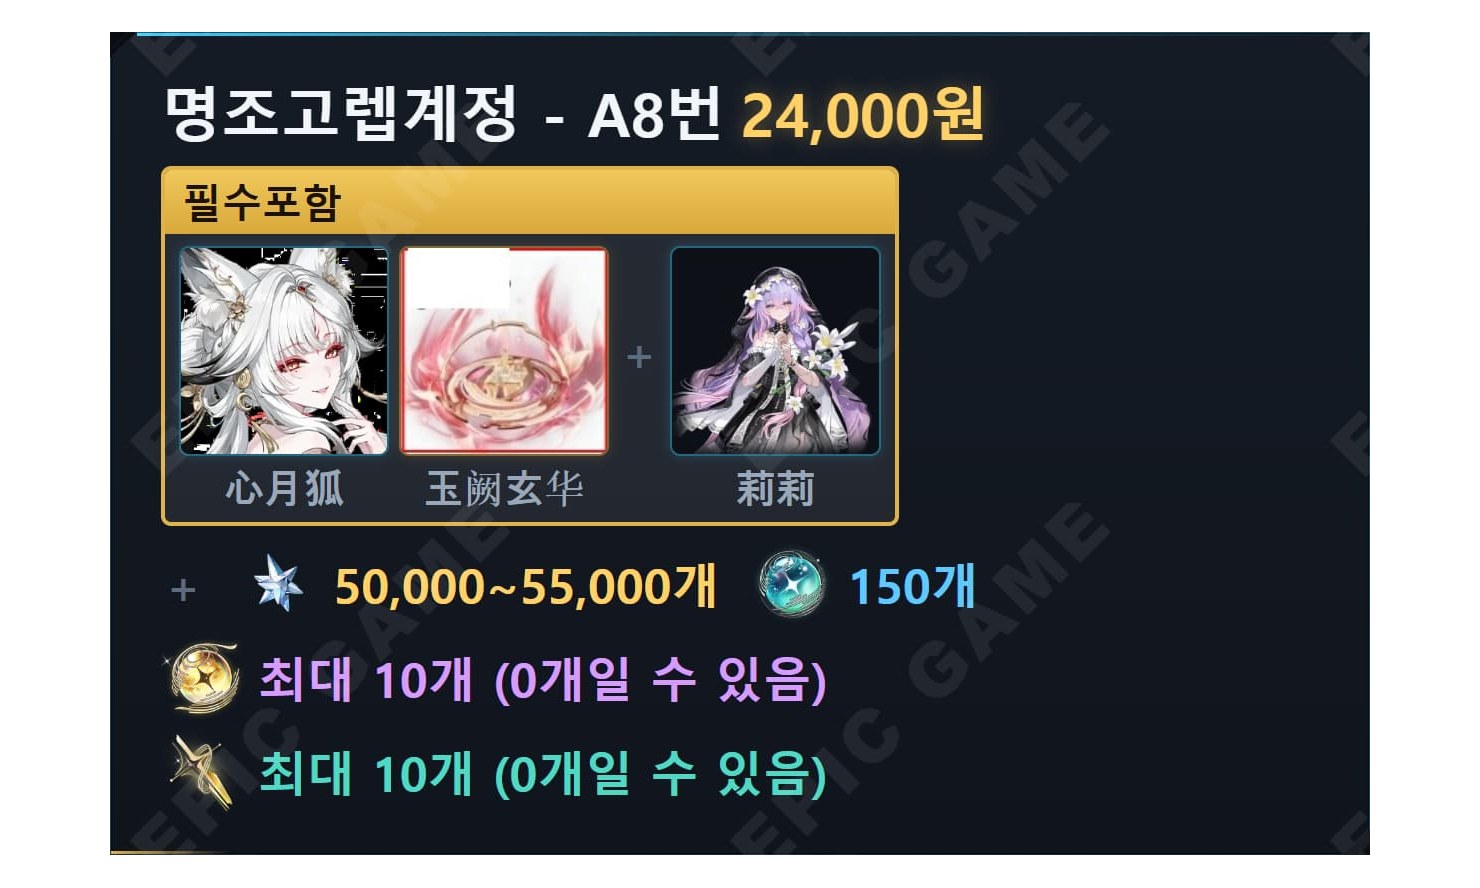 명조고렙계정 - A8번 24,000원
필수포함
+
心月狐 玉阙玄华 莉莉
+ 50,000~55,000개 150개
최대 10개 (0개일 수 있음)
최대 10개 (0개일 수 있음)
EPIC GAME